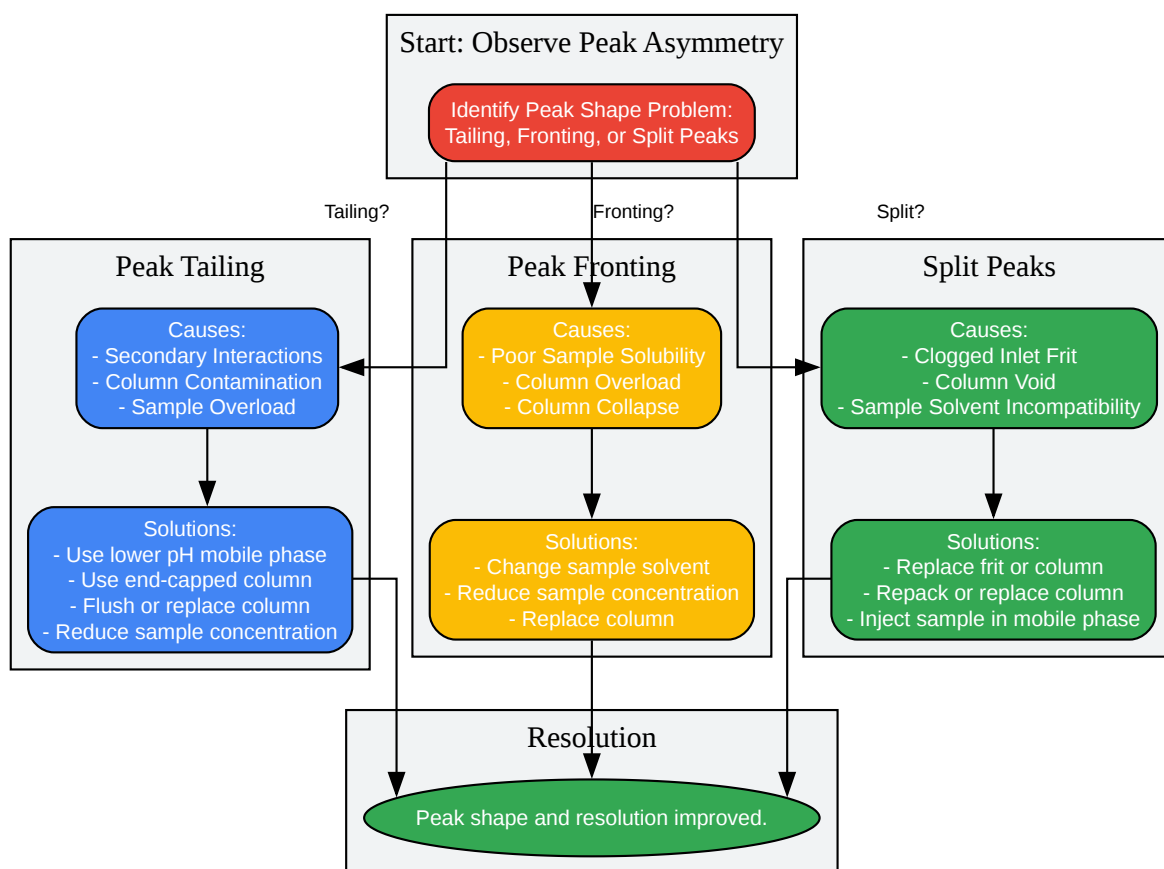 Start: Observe Peak Asymmetry
Identify Peak Shape Problem:
Tailing, Fronting, or Split Peaks
Tailing?
Fronting?
Split?
Peak Tailing
Causes:
- Secondary Interactions
- Column Contamination
- Sample Overload
Solutions:
- Use lower pH mobile phase
- Use end-capped column
- Flush or replace column
- Reduce sample concentration
Peak Fronting
Causes:
- Poor Sample Solubility
- Column Overload
- Column Collapse
Solutions:
- Change sample solvent
- Reduce sample concentration
- Replace column
Split Peaks
Causes:
- Clogged Inlet Frit
- Column Void
- Sample Solvent Incompatibility
Solutions:
- Replace frit or column
- Repack or replace column
- Inject sample in mobile phase
Resolution
Peak shape and resolution improved.